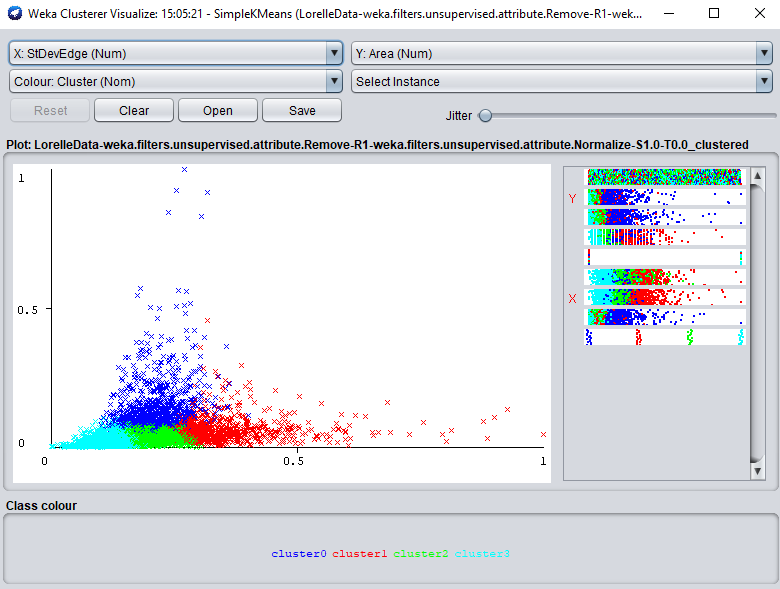 Weka Clusterer Visualize: 15:05:21 - SimpleKMeans (LorelleData-weka.filters.unsupervised.attribute.Remove-R1-wek...
X: StDevEdge (Num)
Y: Area (Num)
Colour: Cluster (Nom)
Select Instance
Reset
Clear
Open
Save
Jitter
Plot: LorelleData-weka.filters.unsupervised.attribute.Remove-R1-weka.filters.unsupervised.attribute.Normalize-S1.0-T0.0_clustered
1
0.5
0
0
0.5
1
Y
X
Class colour
cluster0 cluster1 cluster2 cluster3